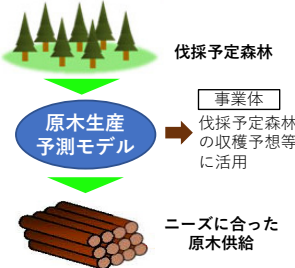 伐採予定森林
原木生産
予測モデル
事業体
伐採予定森林
の収穫予想等
に活用
ニーズに合った
原木供給